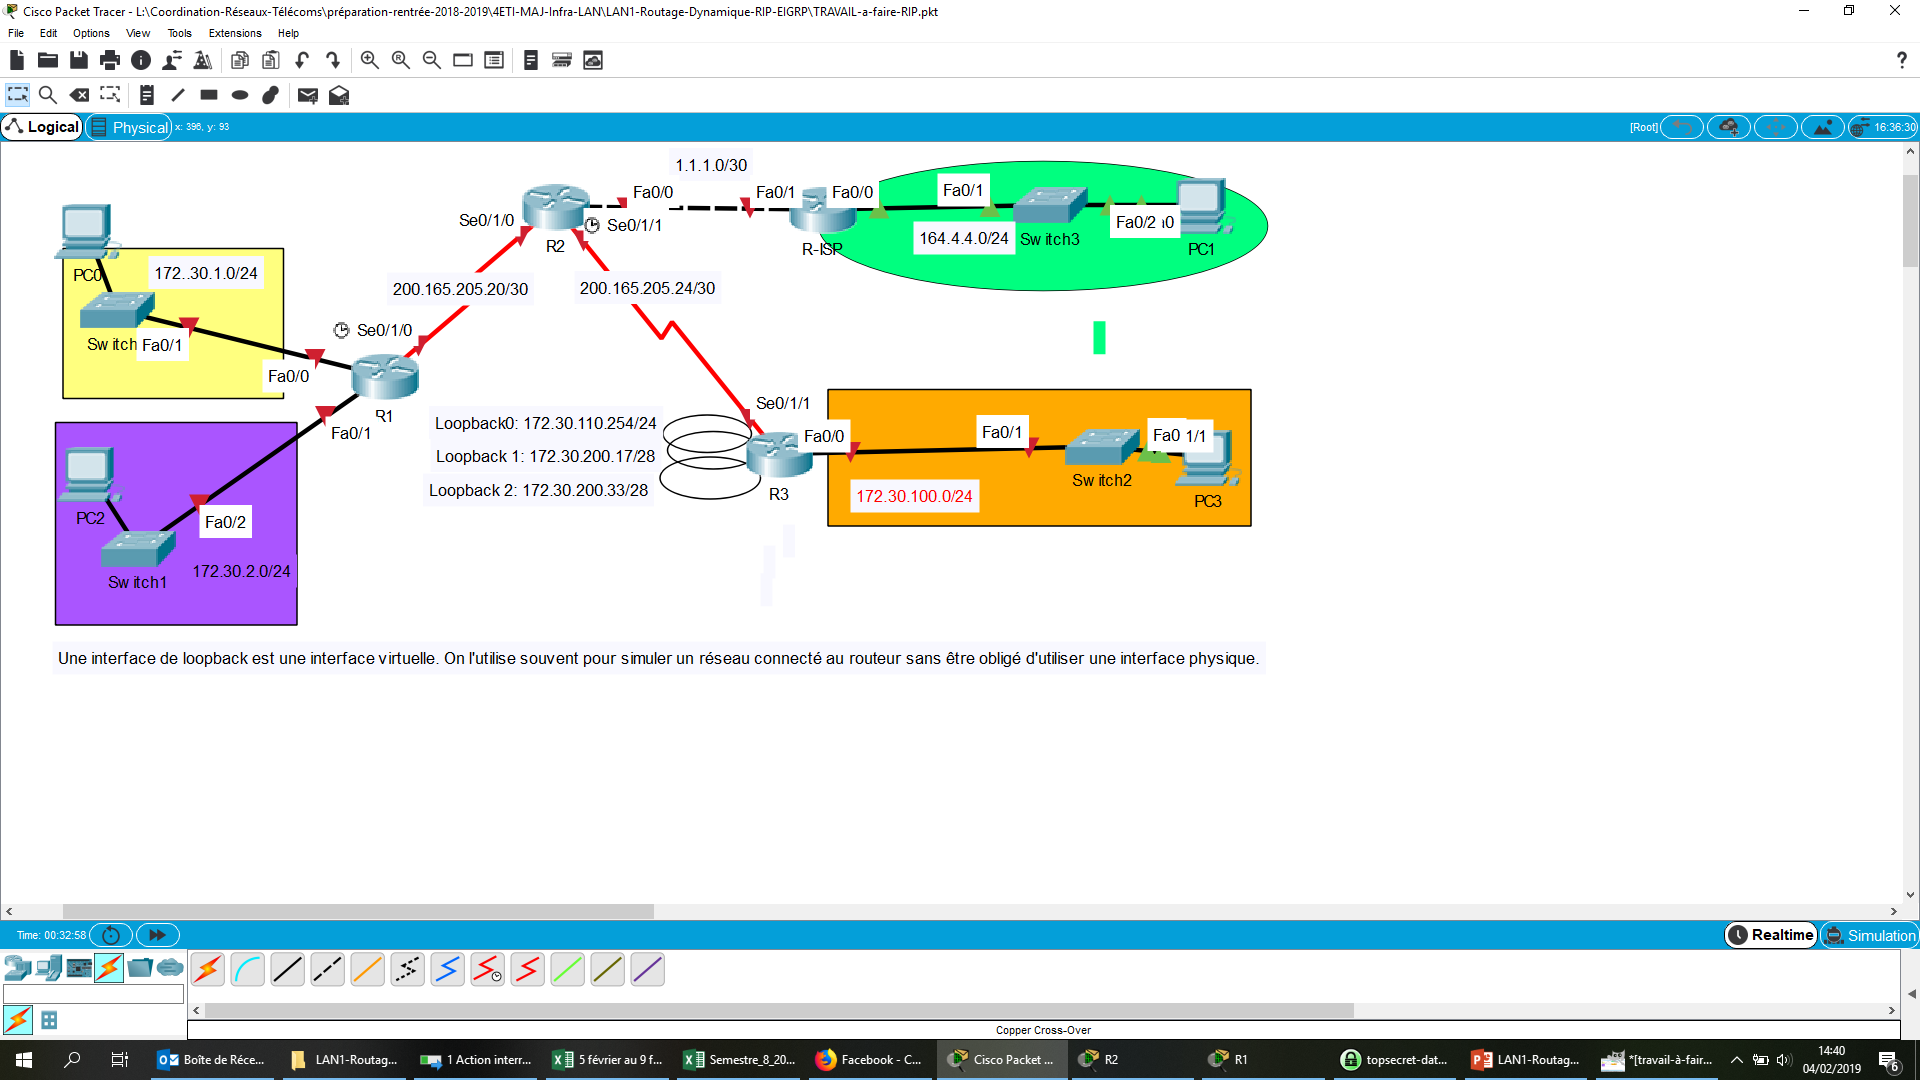 Cisco Packet Tracer - L:\Coordination-Réseaux-Télécoms\préparation-rentrée-2018-2019\4ETI-MAJ-Infra-LAN\LAN1-Routage-Dynamique-RIP-EIGRP\TRAVAIL-a-faire-RIP.pkt
File Edit Options View Tools Extensions Help
Logical Physical x: 396, y: 93 [Root] 16:36:30
1.1.1.0/30
Fa0/0 Fa0/1 Fa0/0 Fa0/1
Se0/1/0 Se0/1/1
R2 R-ISP 164.4.4.0/24 Switch3 Fa0/2 PC1
PC0 172..30.1.0/24
200.165.205.20/30 200.165.205.24/30
Se0/1/0
Switch Fa0/1
Fa0/0
R1
Fa0/1
Se0/1/1
Loopback0: 172.30.110.254/24
Fa0/0 Fa0/1 Fa0 1/1
Loopback 1: 172.30.200.17/28
Loopback 2: 172.30.200.33/28
R3 172.30.100.0/24 Switch2 PC3
PC2 Fa0/2
172.30.2.0/24
Switch1
Une interface de loopback est une interface virtuelle. On l'utilise souvent pour simuler un réseau connecté au routeur sans être obligé d'utiliser une interface physique.
Time: 00:32:58 Realtime Simulation
Copper Cross-Over
Boîte de Réce... LAN1-Routag... 1 Action interr... 5 février au 9 f... Semestre_8_20... Facebook - C... Cisco Packet ... R2 R1 topsecret-dat... LAN1-Routag... *[travail-à-fair... 14:40
04/02/2019
6